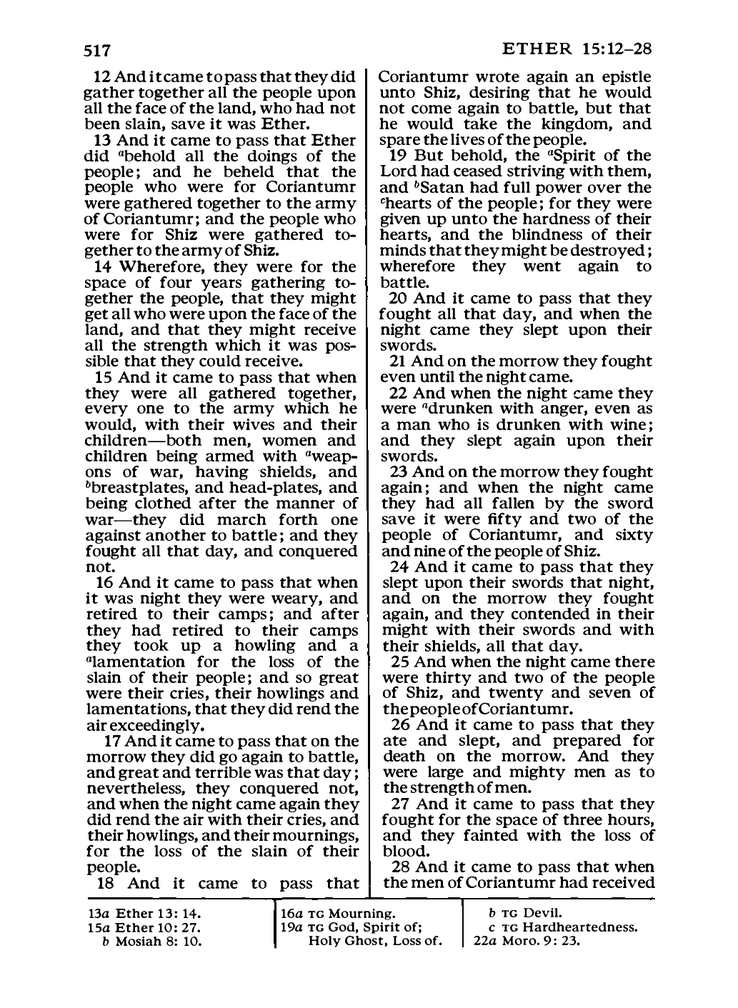 517
ETHER 15:12–28
12 And it came to pass that they did
gather together all the people upon
all the face of the land, who had not
been slain, save it was Ether.
13 And it came to pass that Ether
did ᵃbehold all the doings of the
people; and he beheld that the
people who were for Coriantumr
were gathered together to the army
of Coriantumr; and the people who
were for Shiz were gathered to-
gether to the army of Shiz.
14 Wherefore, they were for the
space of four years gathering to-
gether the people, that they might
get all who were upon the face of the
land, and that they might receive
all the strength which it was pos-
sible that they could receive.
15 And it came to pass that when
they were all gathered together,
every one to the army which he
would, with their wives and their
children—both men, women and
children being armed with ᵃweap-
ons of war, having shields, and
ᵇbreastplates, and head-plates, and
being clothed after the manner of
war—they did march forth one
against another to battle; and they
fought all that day, and conquered
not.
16 And it came to pass that when
it was night they were weary, and
retired to their camps; and after
they had retired to their camps
they took up a howling and a
ᵃlamentation for the loss of the
slain of their people; and so great
were their cries, their howlings and
lamentations, that they did rend the
air exceedingly.
17 And it came to pass that on the
morrow they did go again to battle,
and great and terrible was that day;
nevertheless, they conquered not,
and when the night came again they
did rend the air with their cries, and
their howlings, and their mournings,
for the loss of the slain of their
people.
18 And it came to pass that
Coriantumr wrote again an epistle
unto Shiz, desiring that he would
not come again to battle, but that
he would take the kingdom, and
spare the lives of the people.
19 But behold, the ᵃSpirit of the
Lord had ceased striving with them,
and ᵇSatan had full power over the
ᶜhearts of the people; for they were
given up unto the hardness of their
hearts, and the blindness of their
minds that they might be destroyed;
wherefore they went again to
battle.
20 And it came to pass that they
fought all that day, and when the
night came they slept upon their
swords.
21 And on the morrow they fought
even until the night came.
22 And when the night came they
were ᵃdrunken with anger, even as
a man who is drunken with wine;
and they slept again upon their
swords.
23 And on the morrow they fought
again; and when the night came
they had all fallen by the sword
save it were fifty and two of the
people of Coriantumr, and sixty
and nine of the people of Shiz.
24 And it came to pass that they
slept upon their swords that night,
and on the morrow they fought
again, and they contended in their
might with their swords and with
their shields, all that day.
25 And when the night came there
were thirty and two of the people
of Shiz, and twenty and seven of
the people of Coriantumr.
26 And it came to pass that they
ate and slept, and prepared for
death on the morrow. And they
were large and mighty men as to
the strength of men.
27 And it came to pass that they
fought for the space of three hours,
and they fainted with the loss of
blood.
28 And it came to pass that when
the men of Coriantumr had received
13a Ether 13: 14.
15a Ether 10: 27.
b Mosiah 8: 10.
16a TG Mourning.
19a TG God, Spirit of;
Holy Ghost, Loss of.
b TG Devil.
c TG Hardheartedness.
22a Moro. 9: 23.